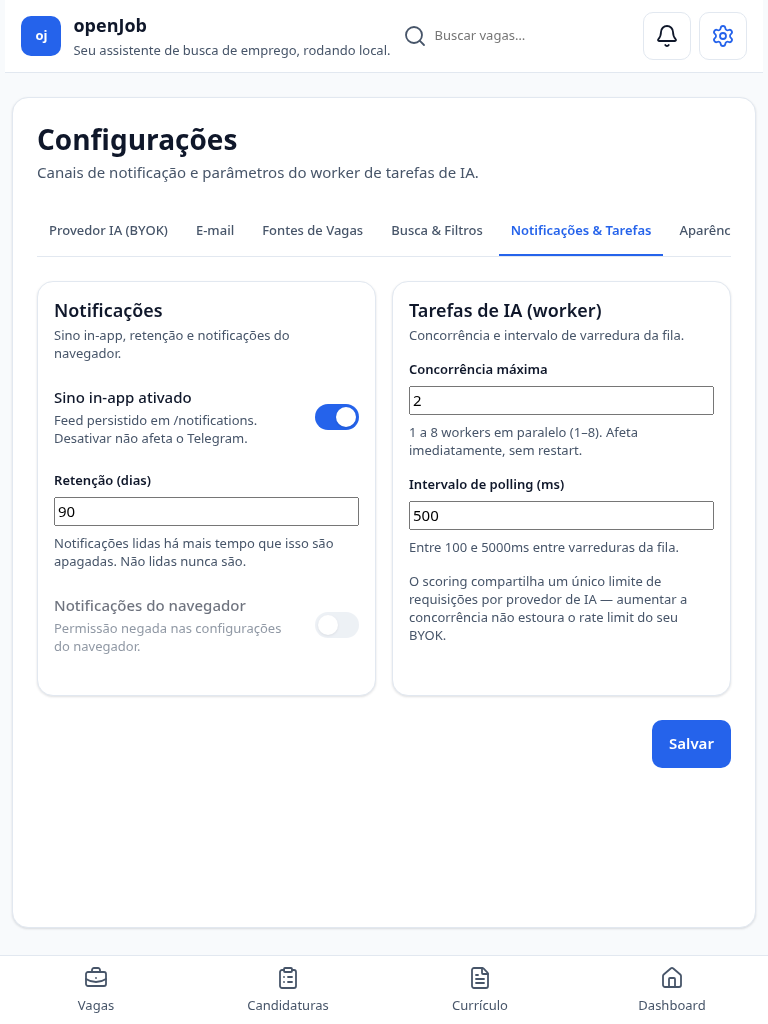 oj
openJob
Seu assistente de busca de emprego, rodando local.
Buscar vagas...
Configurações
Canais de notificação e parâmetros do worker de tarefas de IA.
Provedor IA (BYOK)
E-mail
Fontes de Vagas
Busca & Filtros
Notificações & Tarefas
Aparênc
Notificações
Sino in-app, retenção e notificações do
navegador.
Sino in-app ativado
Feed persistido em /notifications.
Desativar não afeta o Telegram.
Retenção (dias)
90
Notificações lidas há mais tempo que isso são
apagadas. Não lidas nunca são.
Notificações do navegador
Permissão negada nas configurações
do navegador.
Tarefas de IA (worker)
Concorrência e intervalo de varredura da fila.
Concorrência máxima
2
1 a 8 workers em paralelo (1–8). Afeta
imediatamente, sem restart.
Intervalo de polling (ms)
500
Entre 100 e 5000ms entre varreduras da fila.
O scoring compartilha um único limite de
requisições por provedor de IA — aumentar a
concorrência não estoura o rate limit do seu
BYOK.
Salvar
Vagas
Candidaturas
Currículo
Dashboard